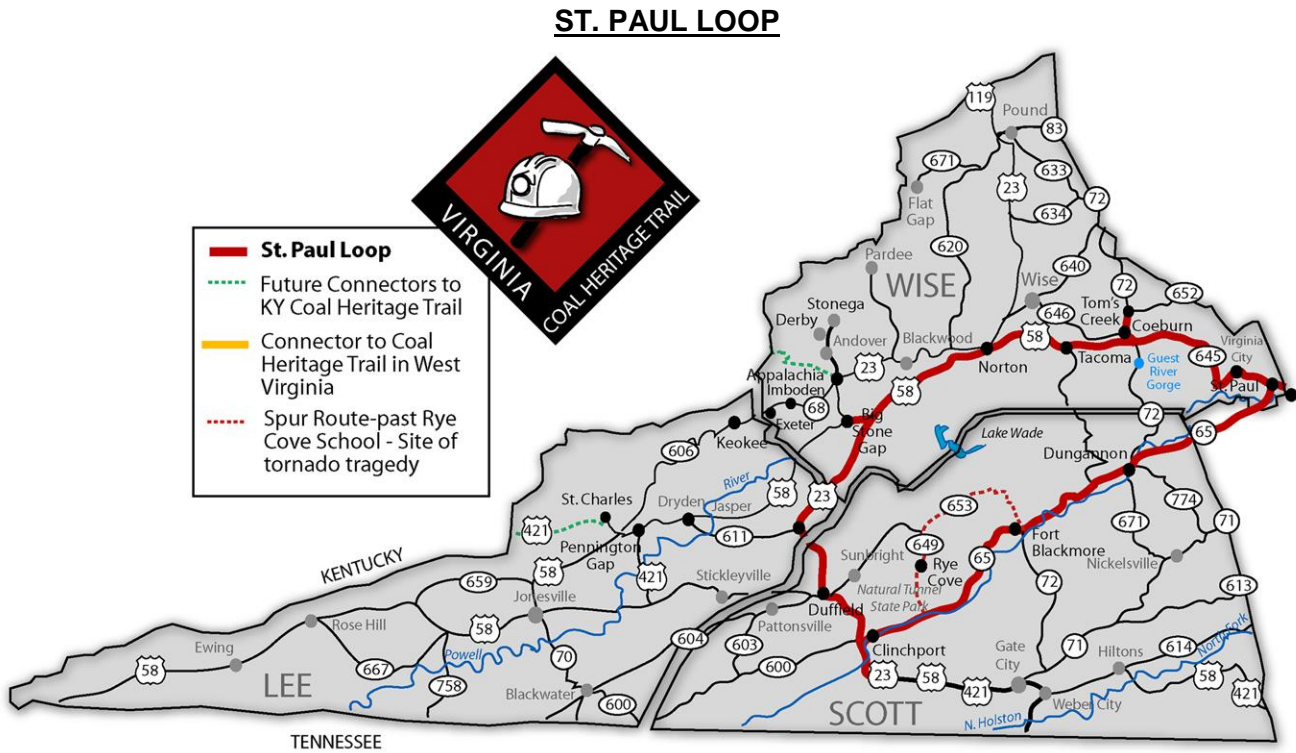 ST. PAUL LOOP
VIRGINIA
COAL HERITAGE TRAIL
St. Paul Loop
Future Connectors to
KY Coal Heritage Trail
Connector to Coal
Heritage Trail in West
Virginia
Spur Route-past Rye
Cove School - Site of
tornado tragedy
119
Pound
83
671
633
23
Flat
Gap
72
634
620
Pardee
WISE
640
Wise
72
652
Stonega
Tom's
Creek
646
Derby
58
Coeburn
Virginia
City
Andover
Blackwood
645
Tacoma
Norton
Guest
River
Gorge
23
St. Paul
Appalachia
Imboden
58
68
Exeter
Big
Stone
Gap
72
65
Keokee
Lake Wade
606
Dungannon
River
58
23
St. Charles
Dryden
Jasper
653
774
421
671
71
611
649
Fort
Blackmore
Pennington
Gap
Sunbright
65
Rye
Cove
Nickelsville
KENTUCKY
659
58
421
Stickleyville
72
613
Natural Tunnel
State Park
Jonesville
Duffield
Rose Hill
58
Pattonsville
604
Clinchport
603
71
614
North Fork
Ewing
Powell
600
Gate
City
Hiltons
58
667
70
23
58
421
58
421
LEE
758
Blackwater
600
SCOTT
N. Holston
Weber City
TENNESSEE